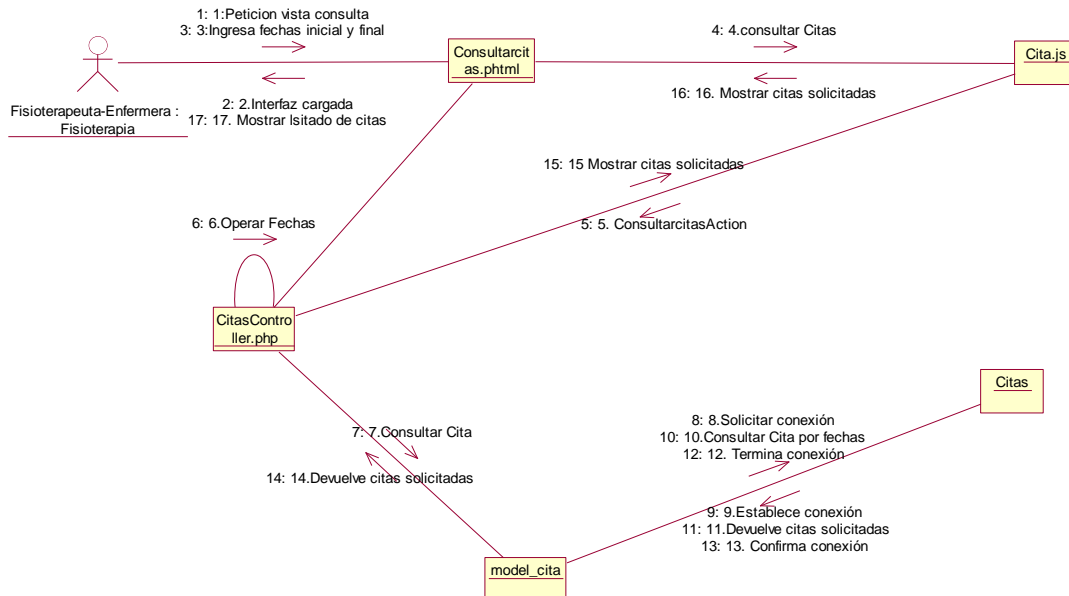 1: 1:Peticion vista consulta
3: 3:Ingresa fechas inicial y final
4: 4.consultar Citas
Consultarcit
as.phtml
Cita.js
Fisioterapeuta-Enfermera :
Fisioterapia
2: 2.Interfaz cargada
17: 17. Mostrar lsitado de citas
16: 16. Mostrar citas solicitadas
15: 15 Mostrar citas solicitadas
5: 5. ConsultarcitasAction
6: 6.Operar Fechas
CitasContro
ller.php
Citas
7: 7.Consultar Cita
14: 14.Devuelve citas solicitadas
8: 8.Solicitar conexión
10: 10.Consultar Cita por fechas
12: 12. Termina conexión
9: 9.Establece conexión
11: 11.Devuelve citas solicitadas
13: 13. Confirma conexión
model_cita